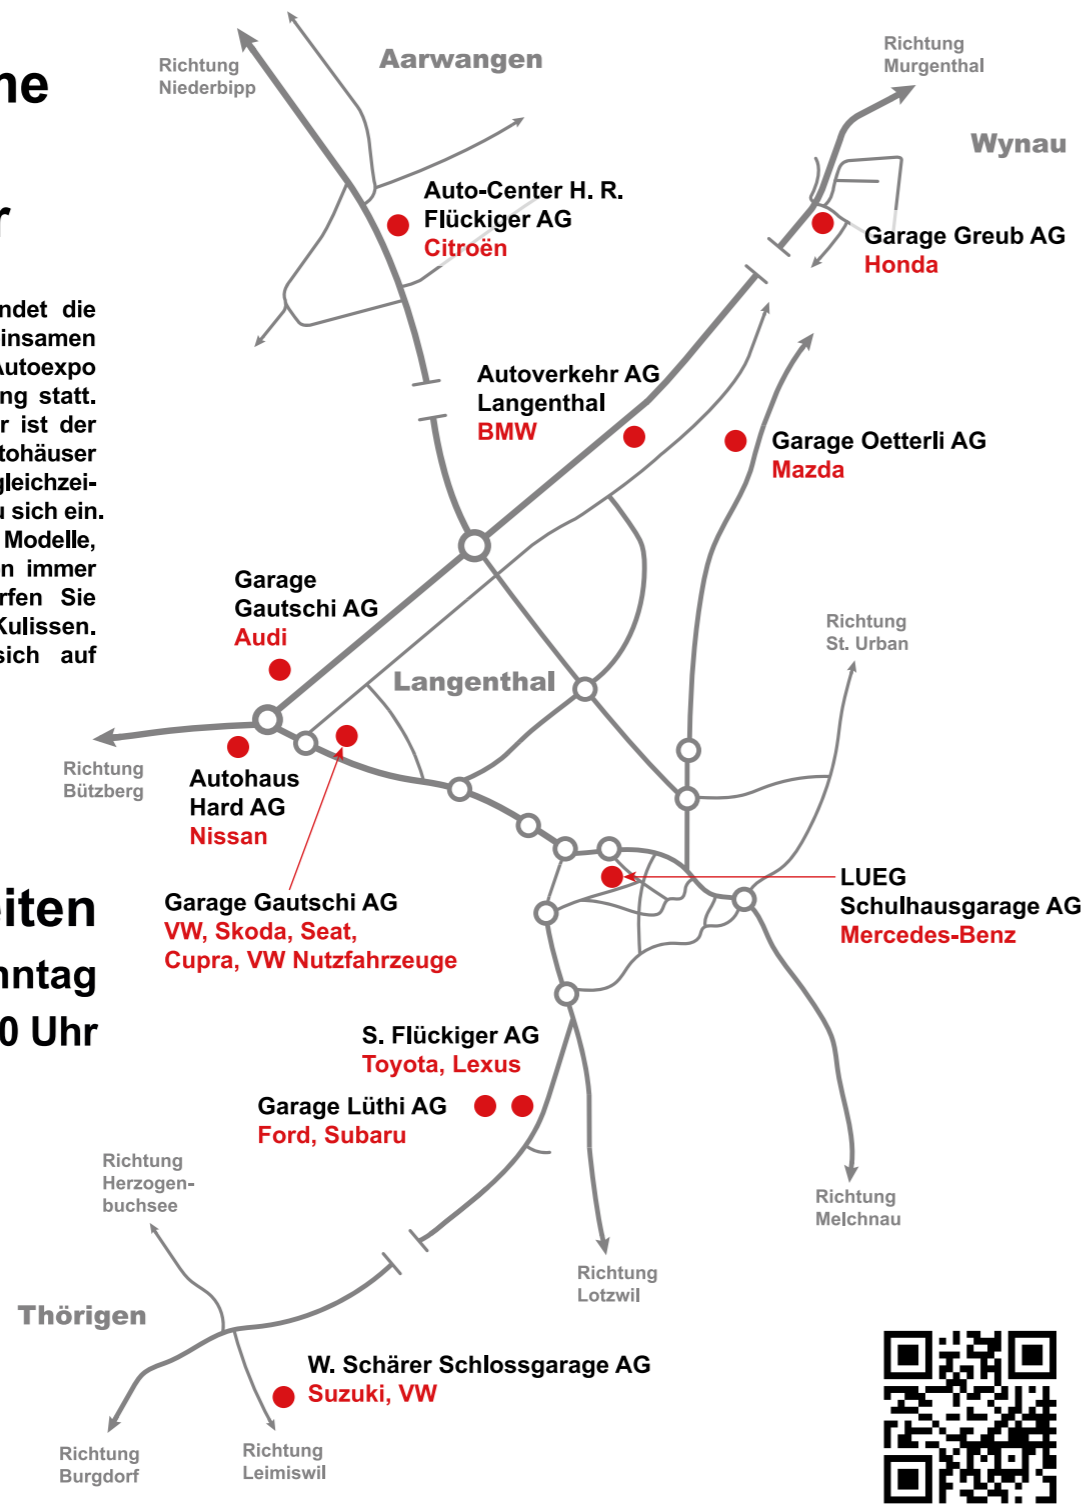 ne
r
ndet die
insamen
Autoexpo
ng statt.
r ist der
tohäuser
gleichzei-
u sich ein.
Modelle,
n immer
rfen Sie
Kulissen.
sich auf
eiten
nntag
0 Uhr
Richtung
Niederbipp
Aarwangen
Richtung
Murgenthal
Wynau
Auto-Center H. R.
Flückiger AG
Citroën
Garage Greub AG
Honda
Autoverkehr AG
Langenthal
BMW
Garage Oetterli AG
Mazda
Garage
Gautschi AG
Audi
Richtung
St. Urban
Langenthal
Richtung
Bützberg
Autohaus
Hard AG
Nissan
Garage Gautschi AG
VW, Skoda, Seat,
Cupra, VW Nutzfahrzeuge
LUEG
Schulhausgarage AG
Mercedes-Benz
S. Flückiger AG
Toyota, Lexus
Garage Lüthi AG
Ford, Subaru
Richtung
Herzogen-
buchsee
Richtung
Melchnau
Richtung
Lotzwil
Thörigen
W. Schärer Schlossgarage AG
Suzuki, VW
Richtung
Burgdorf
Richtung
Leimiswil